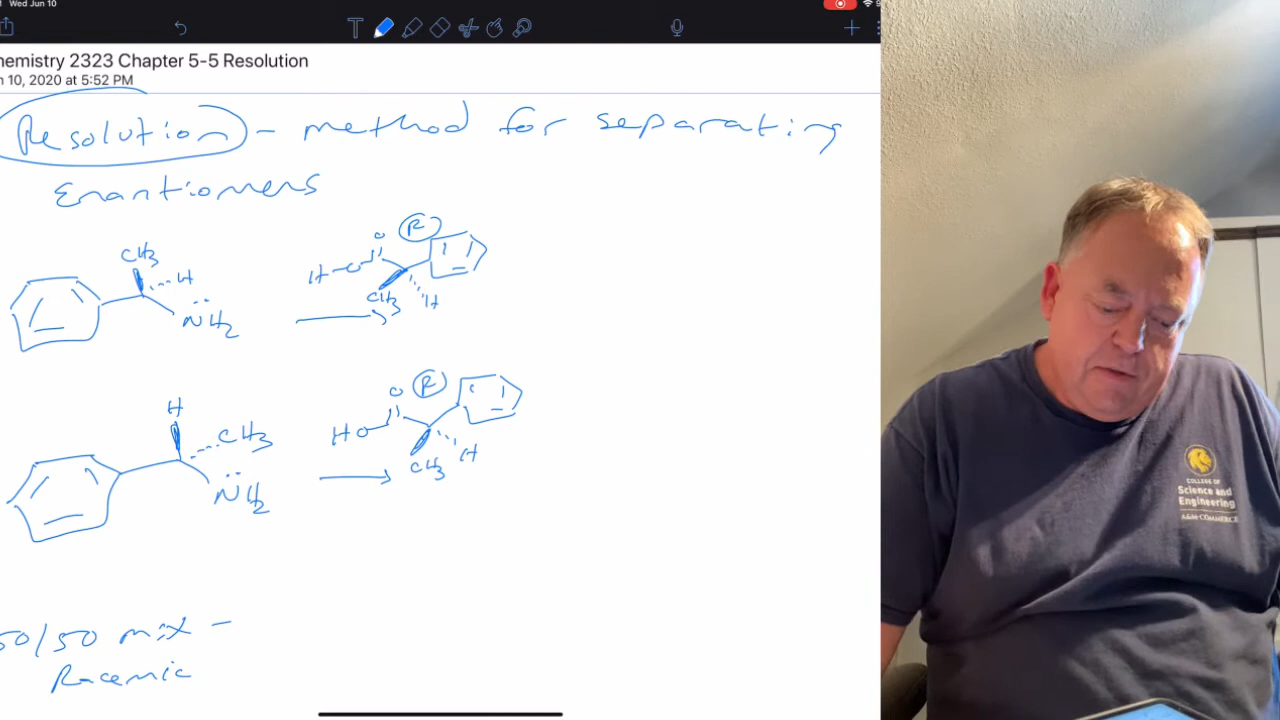 Wed Jun 10
T
hemistry 2323 Chapter 5-5 Resolution
n 10, 2020 at 5:52 PM
Resolution - method for separating
Enantiomers
CH3
H
NH2
H-O
O
R
CH3
H
H
CH3
NH2
HO
O
R
CH3
H
50/50 mix -
Racemic
COLLEGE OF
Science and
Engineering
A&M-COMMERCE